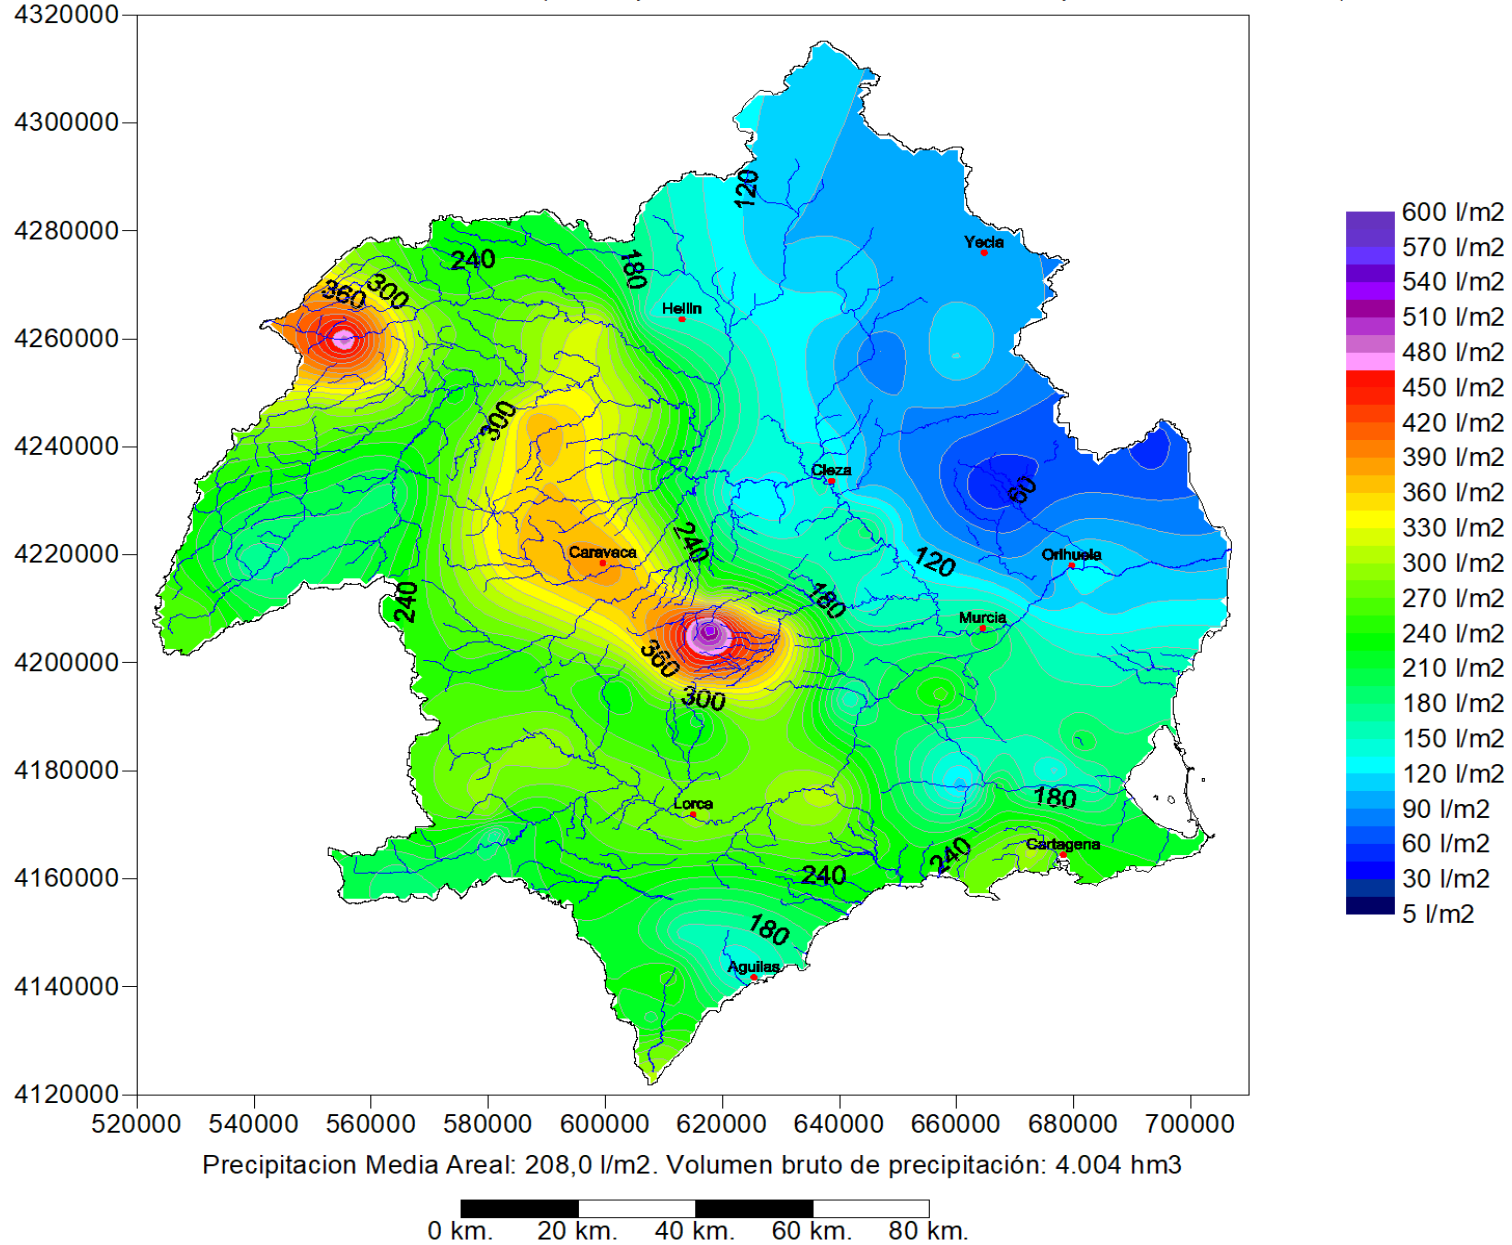 4320000
4300000
4280000
4260000
4240000
4220000
4200000
4180000
4160000
4140000
4120000
520000 540000 560000 580000 600000 620000 640000 660000 680000 700000
120
Yecla
240
180
300
360
Hellin
300
Cieza
60
240
Caravaca
120
Orihuela
240
180
Murcia
360
300
180
Lorca
240
Cartagena
240
180
Aguilas
600 l/m2
570 l/m2
540 l/m2
510 l/m2
480 l/m2
450 l/m2
420 l/m2
390 l/m2
360 l/m2
330 l/m2
300 l/m2
270 l/m2
240 l/m2
210 l/m2
180 l/m2
150 l/m2
120 l/m2
90 l/m2
60 l/m2
30 l/m2
5 l/m2
Precipitacion Media Areal: 208,0 l/m2. Volumen bruto de precipitación: 4.004 hm3
0 km. 20 km. 40 km. 60 km. 80 km.